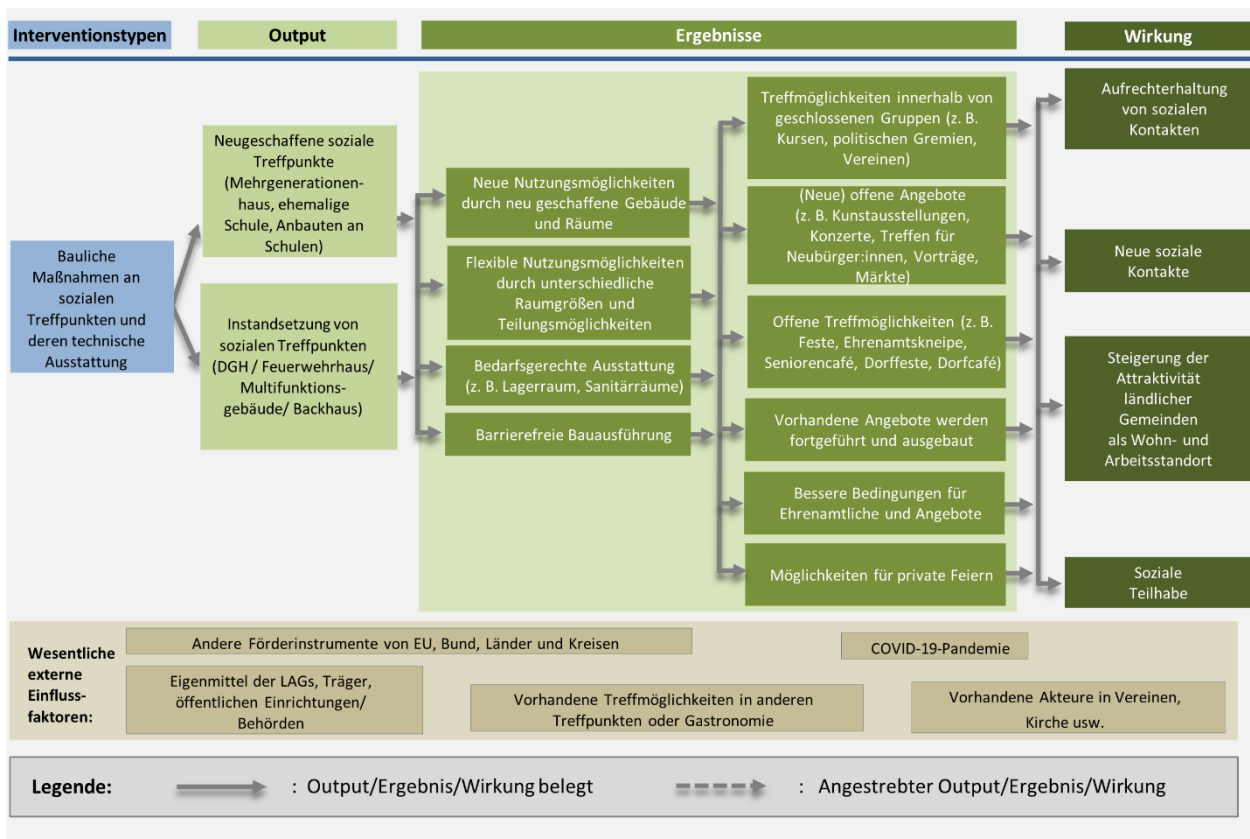 Interventionstypen
Output
Ergebnisse
Wirkung
Bauliche
Maßnahmen an
sozialen
Treffpunkten und
deren technische
Ausstattung
Neugeschaffene soziale
Treffpunkte
(Mehrgenerationen-
haus, ehemalige
Schule, Anbauten an
Schulen)
Instandsetzung von
sozialen Treffpunkten
(DGH / Feuerwehrhaus/
Multifunktions-
gebäude/ Backhaus)
Neue Nutzungsmöglichkeiten
durch neu geschaffene Gebäude
und Räume
Flexible Nutzungsmöglichkeiten
durch unterschiedliche
Raumgrößen und
Teilungsmöglichkeiten
Bedarfsgerechte Ausstattung
(z. B. Lagerraum, Sanitärräume)
Barrierefreie Bauausführung
Treffmöglichkeiten innerhalb von
geschlossenen Gruppen (z. B.
Kursen, politischen Gremien,
Vereinen)
(Neue) offene Angebote
(z. B. Kunstausstellungen,
Konzerte, Treffen für
Neubürger:innen, Vorträge,
Märkte)
Offene Treffmöglichkeiten (z. B.
Feste, Ehrenamtskneipe,
Seniorencafé, Dorffeste, Dorfcafé)
Vorhandene Angebote werden
fortgeführt und ausgebaut
Bessere Bedingungen für
Ehrenamtliche und Angebote
Möglichkeiten für private Feiern
Aufrechterhaltung
von sozialen
Kontakten
Neue soziale
Kontakte
Steigerung der
Attraktivität
ländlicher
Gemeinden
als Wohn- und
Arbeitsstandort
Soziale
Teilhabe
Wesentliche
externe
Einfluss-
faktoren:
Andere Förderinstrumente von EU, Bund, Länder und Kreisen
COVID-19-Pandemie
Eigenmittel der LAGs, Träger,
öffentlichen Einrichtungen/
Behörden
Vorhandene Treffmöglichkeiten in anderen
Treffpunkten oder Gastronomie
Vorhandene Akteure in Vereinen,
Kirche usw.
Legende:
: Output/Ergebnis/Wirkung belegt
: Angestrebter Output/Ergebnis/Wirkung